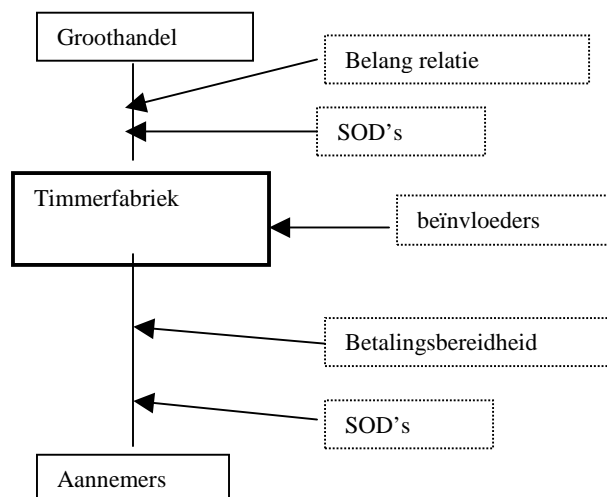 Groothandel
Belang relatie
SOD's
Timmerfabriek
beïnvloeders
Betalingsbereidheid
SOD's
Aannemers